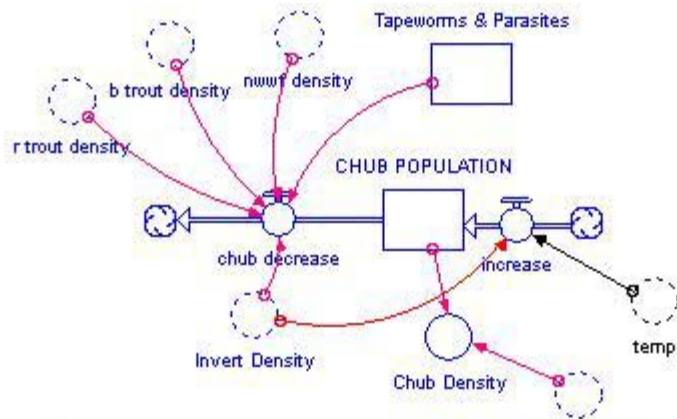 Tapeworms & Parasites
b trout density
nwwf density
r trout density
CHUB POPULATION
chub decrease
increase
Invert Density
Chub Density
temp